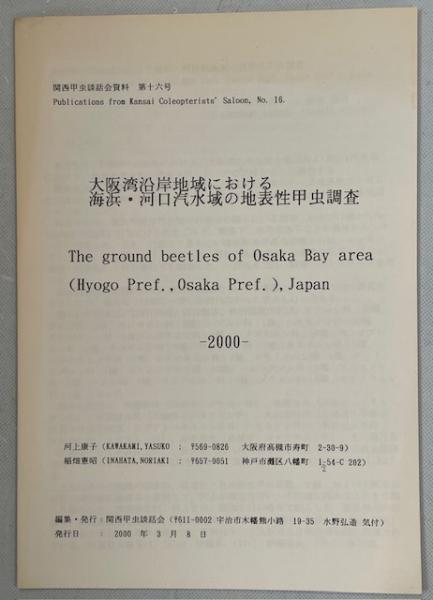 関西甲虫談話会資料 第十六号
Publications from Kansai Coleopterists' Saloon, No. 16.
大阪湾沿岸地域における
海浜・河口汽水域の地表性甲虫調査
The ground beetles of Osaka Bay area
(Hyogo Pref.,Osaka Pref.),Japan
-2000-
河上康子 (KAWAKAMI,YASUKO : 〒569-0826 大阪府高槻市寿町 2-30-9)
稲畑憲昭 (INAHATA,NORIAKI : 〒657-0051 神戸市灘区八幡町 1-54-C 202)
2
編集・発行:関西甲虫談話会 (〒611-0002 宇治市木幡熊小路 19-35 水野弘造 気付)
発行日 : 2000 年 3 月 8 日